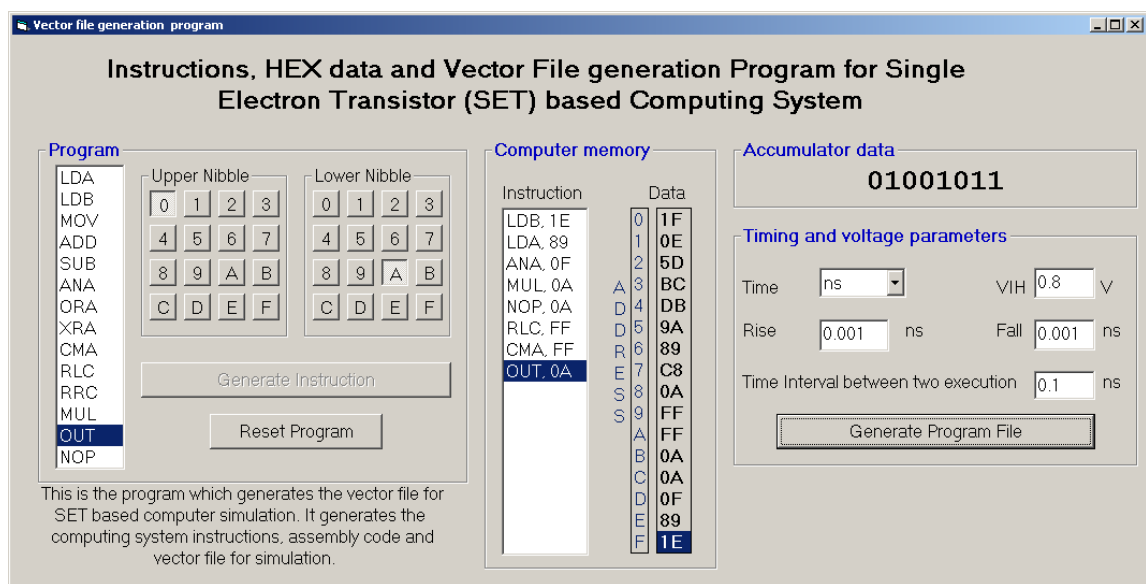 Vector file generation program
Instructions, HEX data and Vector File generation Program for Single
Electron Transistor (SET) based Computing System
Program
LDA
LDB
MOV
ADD
SUB
ANA
ORA
XRA
CMA
RLC
RRC
MUL
OUT
NOP
Upper Nibble
0 1 2 3
4 5 6 7
8 9 A B
C D E F
Lower Nibble
0 1 2 3
4 5 6 7
8 9 A B
C D E F
Generate Instruction
Reset Program
This is the program which generates the vector file for
SET based computer simulation. It generates the
computing system instructions, assembly code and
vector file for simulation.
Computer memory
Instruction
LDB, 1E
LDA, 89
ANA, 0F
MUL, 0A
NOP, 0A
RLC, FF
CMA, FF
OUT, 0A
ADDRESS
Data
0 1F
1 0E
2 5D
3 BC
4 DB
5 9A
6 89
7 C8
8 0A
9 FF
A FF
B 0A
C 0A
D 0F
E 89
F 1E
Accumulator data
01001011
Timing and voltage parameters
Time ns VIH 0.8 V
Rise 0.001 ns Fall 0.001 ns
Time Interval between two execution 0.1 ns
Generate Program File